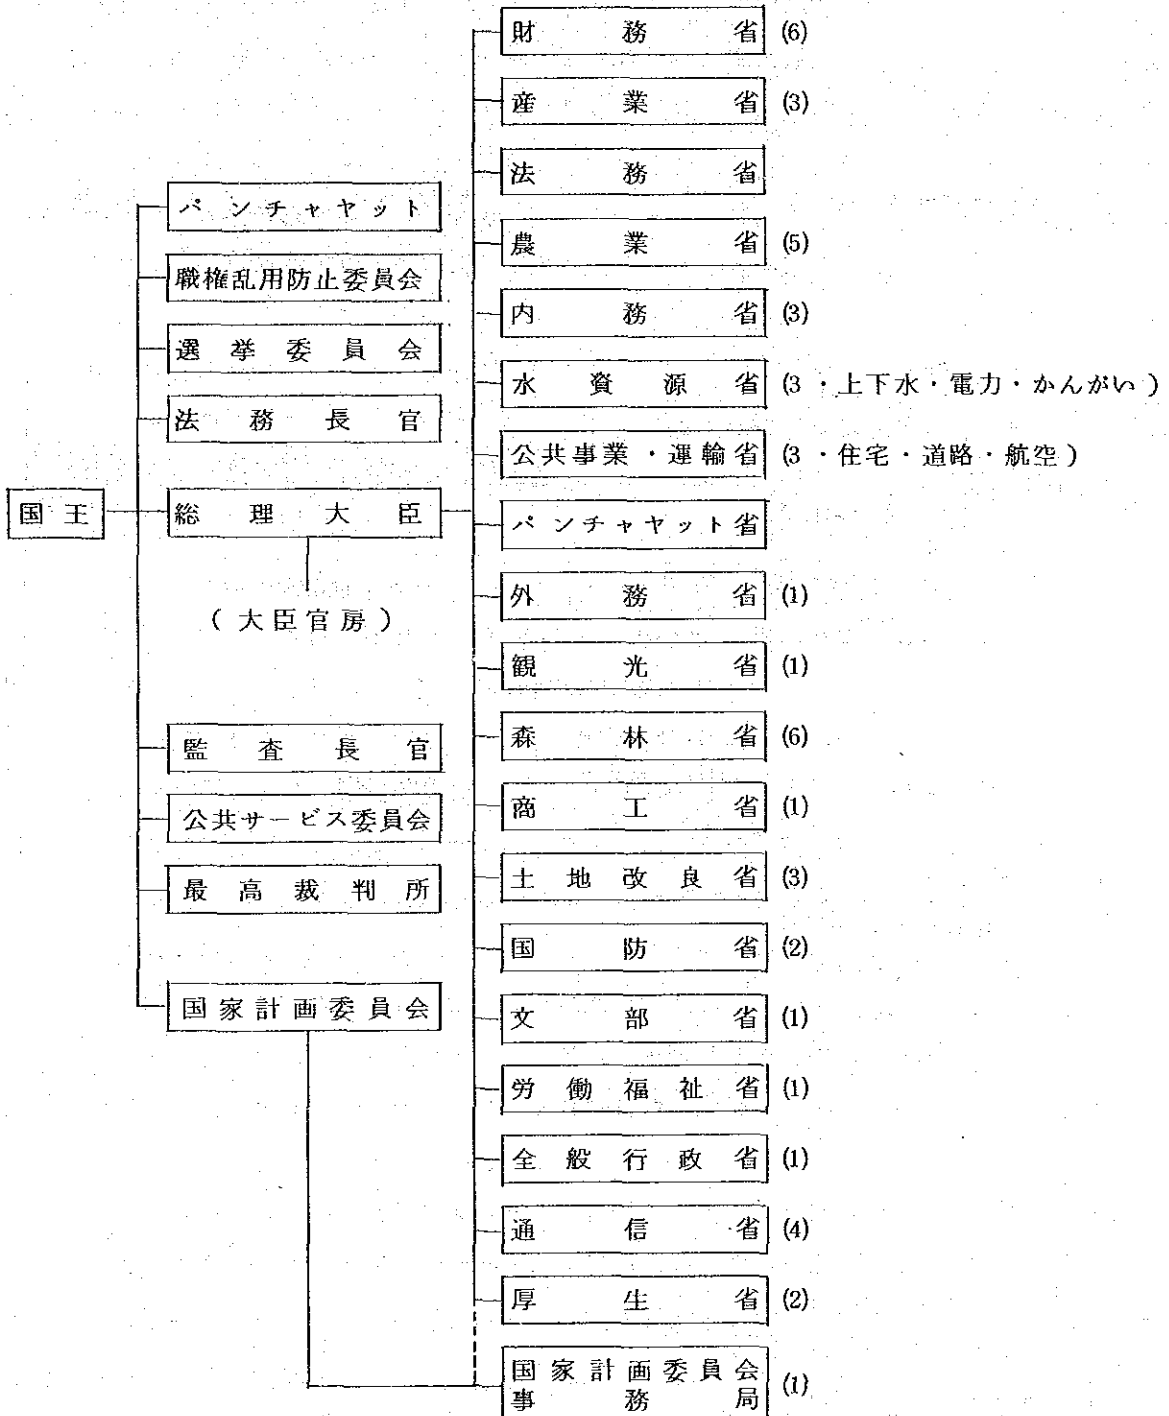 国王
パンチャヤット
職権乱用防止委員会
選挙委員会
法務長官
総理大臣
(大臣官房)
監査長官
公共サービス委員会
最高裁判所
国家計画委員会
財務省 (6)
産業省 (3)
法務省
農業省 (5)
内務省 (3)
水資源省 (3・上下水・電力・かんがい)
公共事業・運輸省 (3・住宅・道路・航空)
パンチャヤット省
外務省 (1)
観光省 (1)
森林省 (6)
商工省 (1)
土地改良省 (3)
国防省 (2)
文部省 (1)
労働福祉省 (1)
全般行政省 (1)
通信省 (4)
厚生省 (2)
国家計画委員会
事務局 (1)